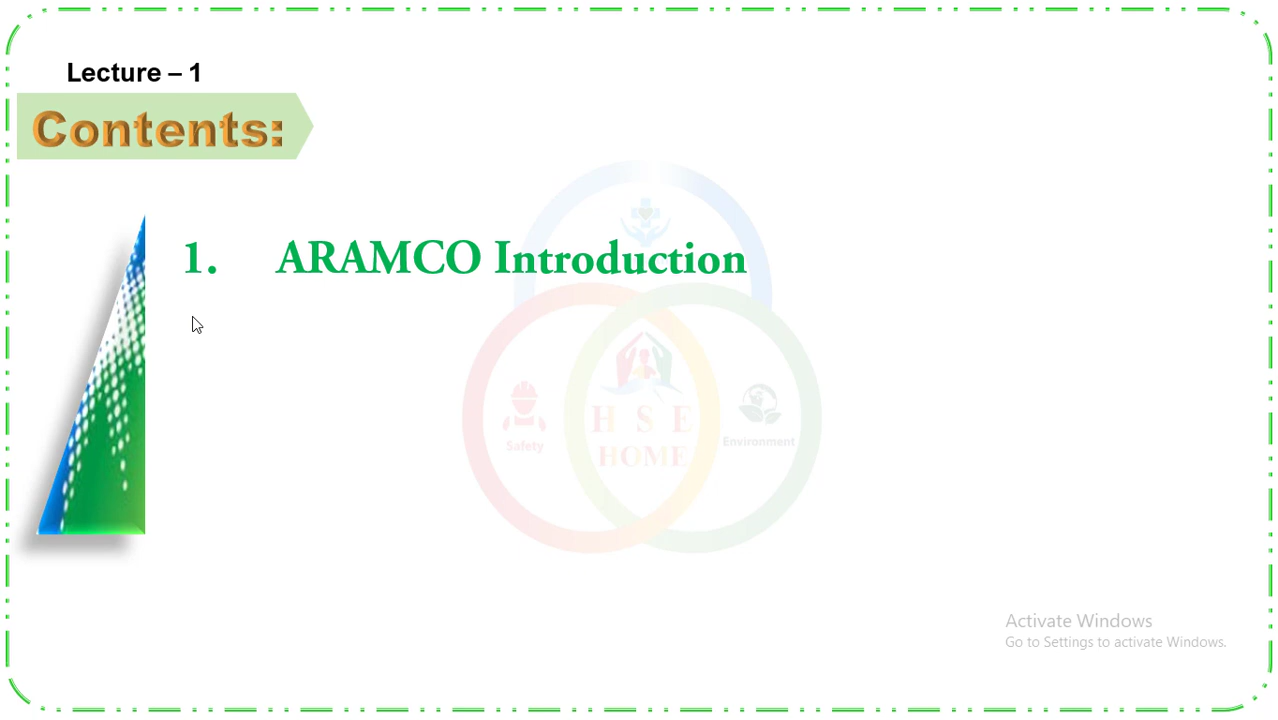 Lecture – 1
Contents:
1. ARAMCO Introduction
H S E
HOME
Safety
Environment
Activate Windows
Go to Settings to activate Windows.